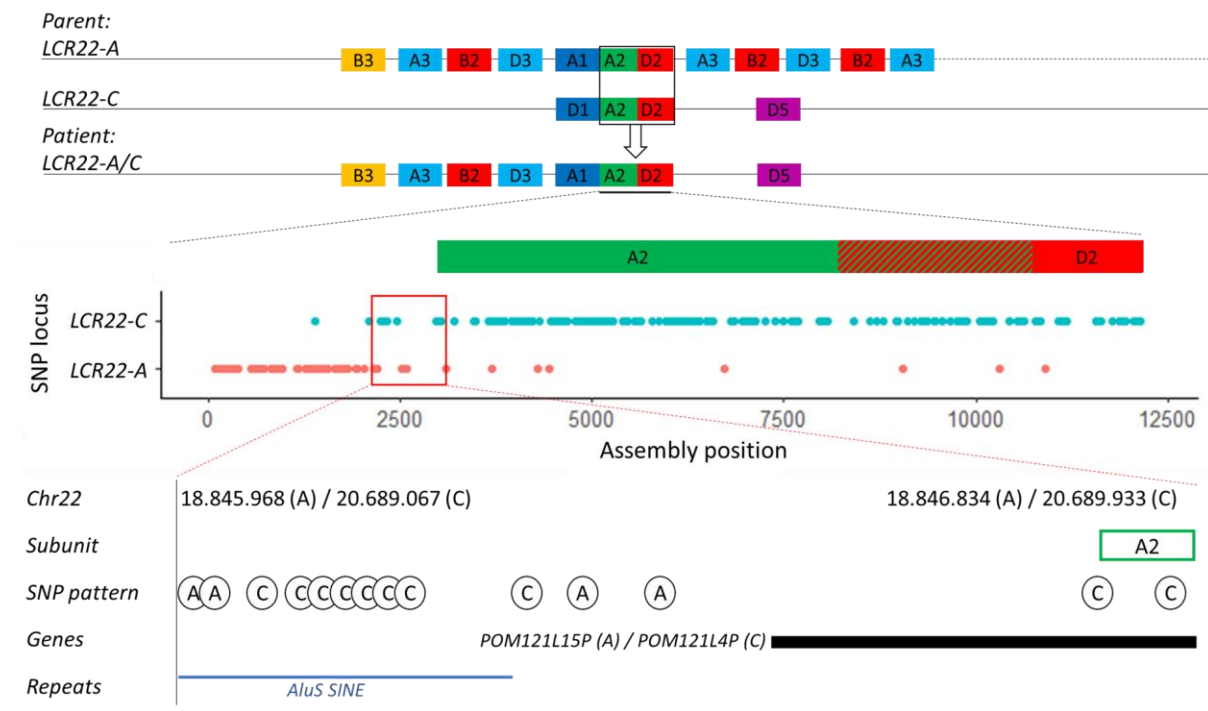 Parent:
LCR22-A
B3 A3 B2 D3 A1 A2 D2 A3 B2 D3 B2 A3
LCR22-C
D1 A2 D2 D5
Patient:
LCR22-A/C
B3 A3 B2 D3 A1 A2 D2 D5
A2 D2
SNP locus
LCR22-C
LCR22-A
0 2500 5000 7500 10000 12500
Assembly position
Chr22 18.845.968 (A) / 20.689.067 (C) 18.846.834 (A) / 20.689.933 (C)
Subunit A2
SNP pattern A A C C C C C C C C A A C C
Genes POM121L15P (A) / POM121L4P (C)
Repeats AluS SINE